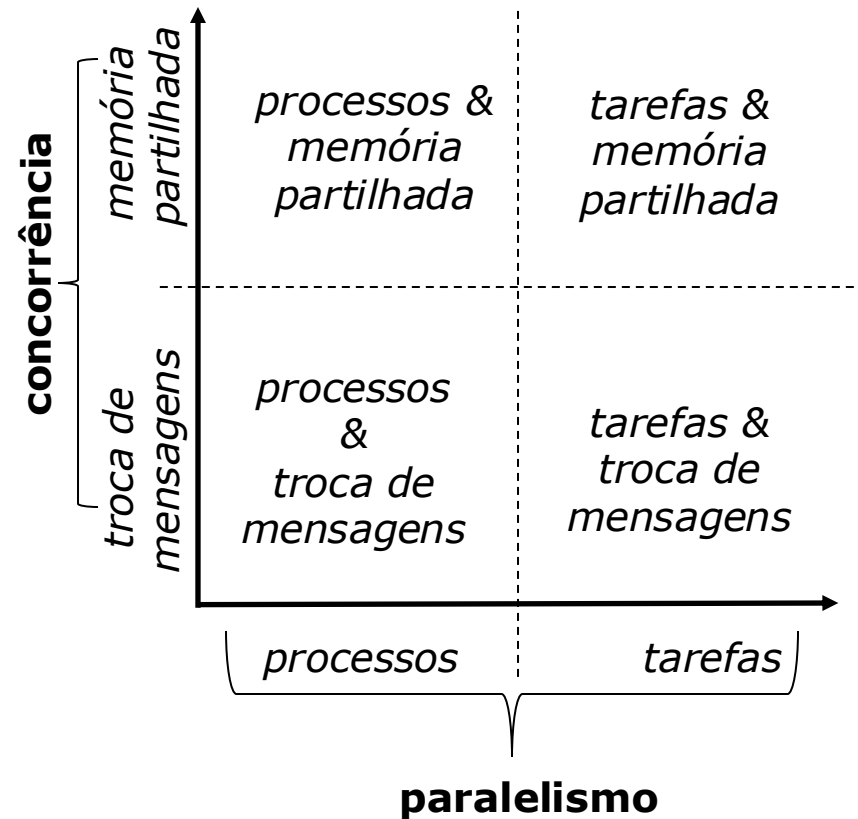 concorrência
memória
partilhada
troca de
mensagens
processos &
memória
partilhada
tarefas &
memória
partilhada
processos
&
troca de
mensagens
tarefas &
troca de
mensagens
processos
tarefas
paralelismo